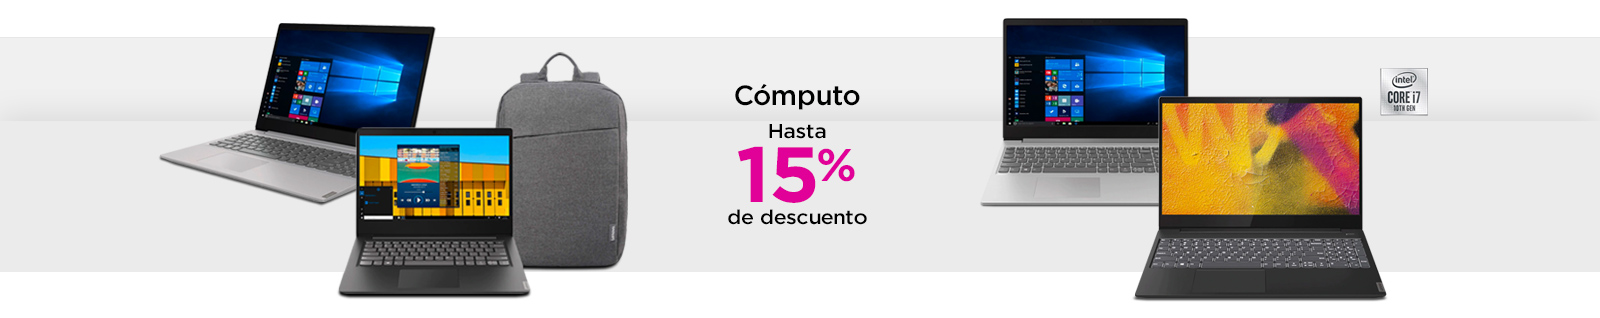 Cómputo
Hasta
15%
de descuento
intel
CORE i7
10TH GEN